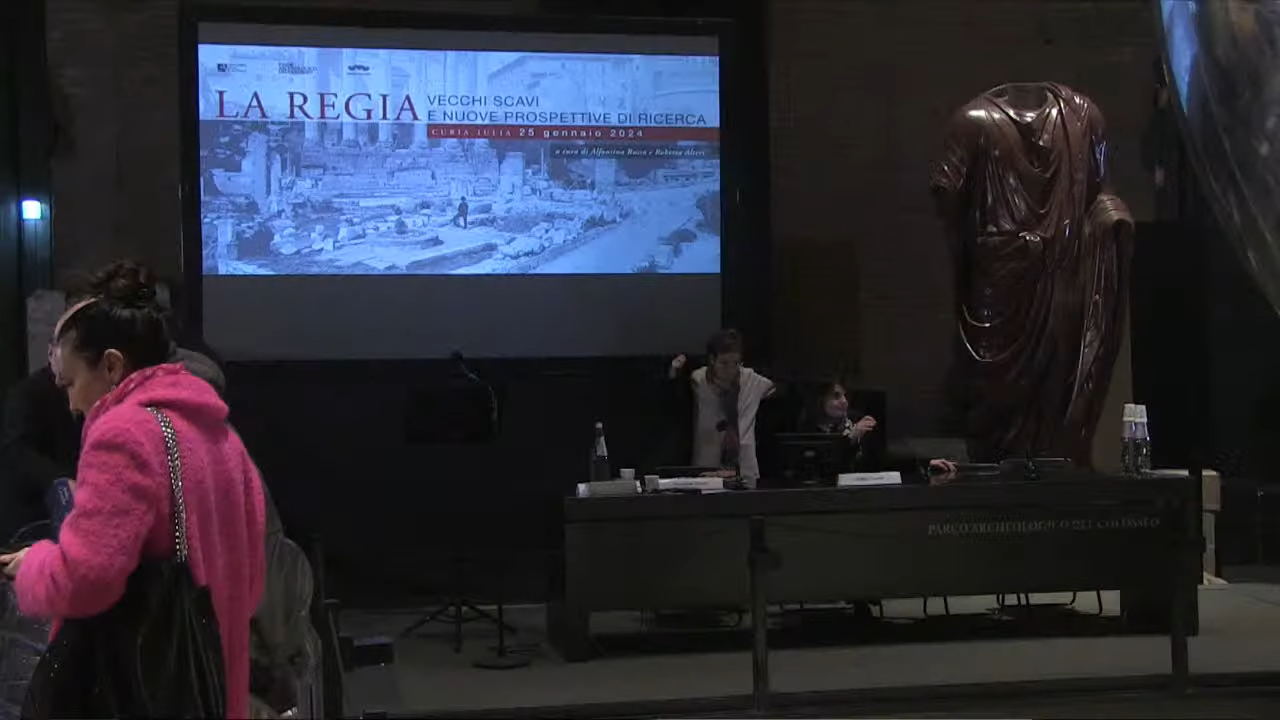 LA REGIA
VECCHI SCAVI
E NUOVE PROSPETTIVE DI RICERCA
CURIA IULIA 25 gennaio 2024
a cura di Alfonsina Russo e Roberta Alteri
PARCO ARCHEOLOGICO DEL COLOSSEO